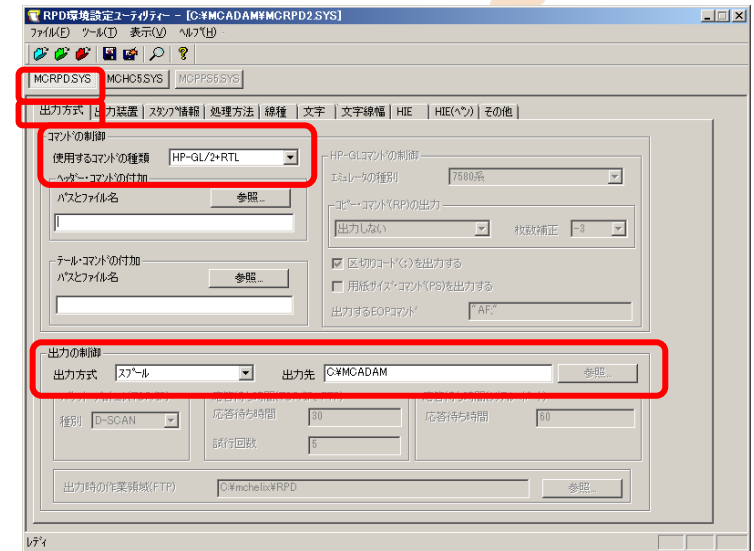 RPD環境設定ユーティリティー - [C:¥MCADAM¥MCRPD2.SYS]
ファイル(F) ツール(T) 表示(V) ヘルプ(H)
MCRPD.SYS MCHC5.SYS MCPPS5.SYS
出力方式 出力装置 スタンプ情報 処理方法 線種 文字 文字線幅 HIE HIE(ペン) その他
コマンドの制御
使用するコマンドの種類 HP-GL/2+RTL
ヘッダー・コマンドの付加
パスとファイル名 参照...
テール・コマンドの付加
パスとファイル名 参照...
HP-GLコマンドの制御
エミュレータの種別 7580系
コピー・コマンド(RP)の出力
出力しない 枚数補正 -3
区切りコード(;)を出力する
用紙サイズ・コマンド(PS)を出力する
出力するEOPコマンド "AF;"
出力の制御
出力方式 スプール 出力先 C:¥MCADAM 参照...
種別 D-SCAN
応答待ち時間 30
試行回数 5
応答待ち時間 60
出力時の作業領域(FTP) C:¥mchelix¥RPD 参照...
レディ